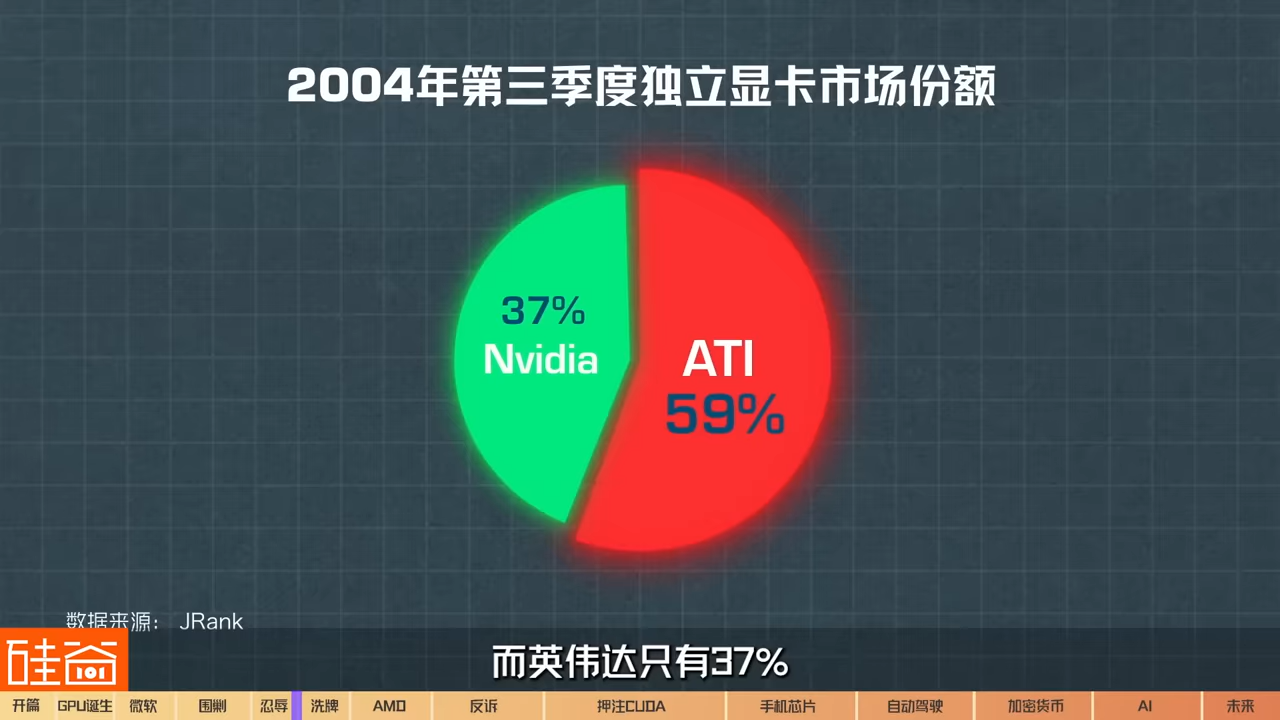 2004年第三季度独立显卡市场份额
37%
Nvidia
ATI
59%
数据来源： JRank
硅谷101
而英伟达只有37%
开篇 GPU诞生 微软 围剿 忍辱 洗牌 AMD 反诉 押注CUDA 手机芯片 自动驾驶 加密货币 AI 未来